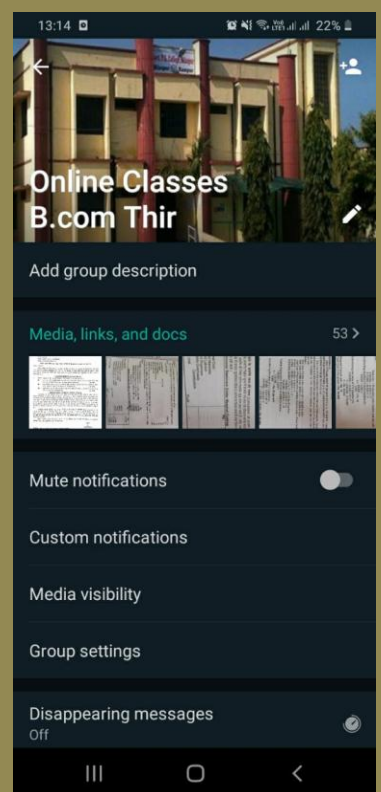 13:14
22%
Online Classes
B.com Thir
Add group description
Media, links, and docs
53 >
Mute notifications
Custom notifications
Media visibility
Group settings
Disappearing messages
Off